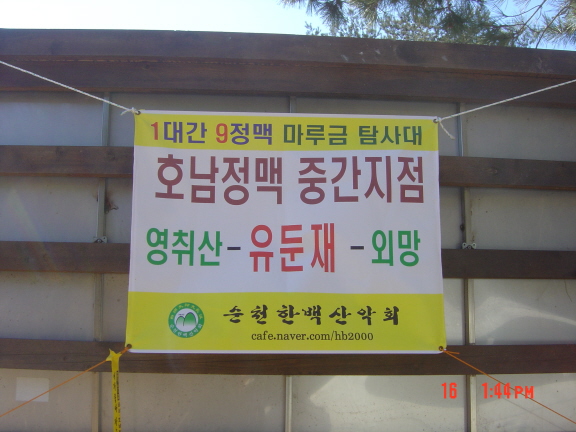 1대간 9정맥 마루금 탐사대
호남정맥 중간지점
영취산 - 유둔재 - 외망
순천한백산악회
cafe.naver.com/hb2000
16 1:44PM